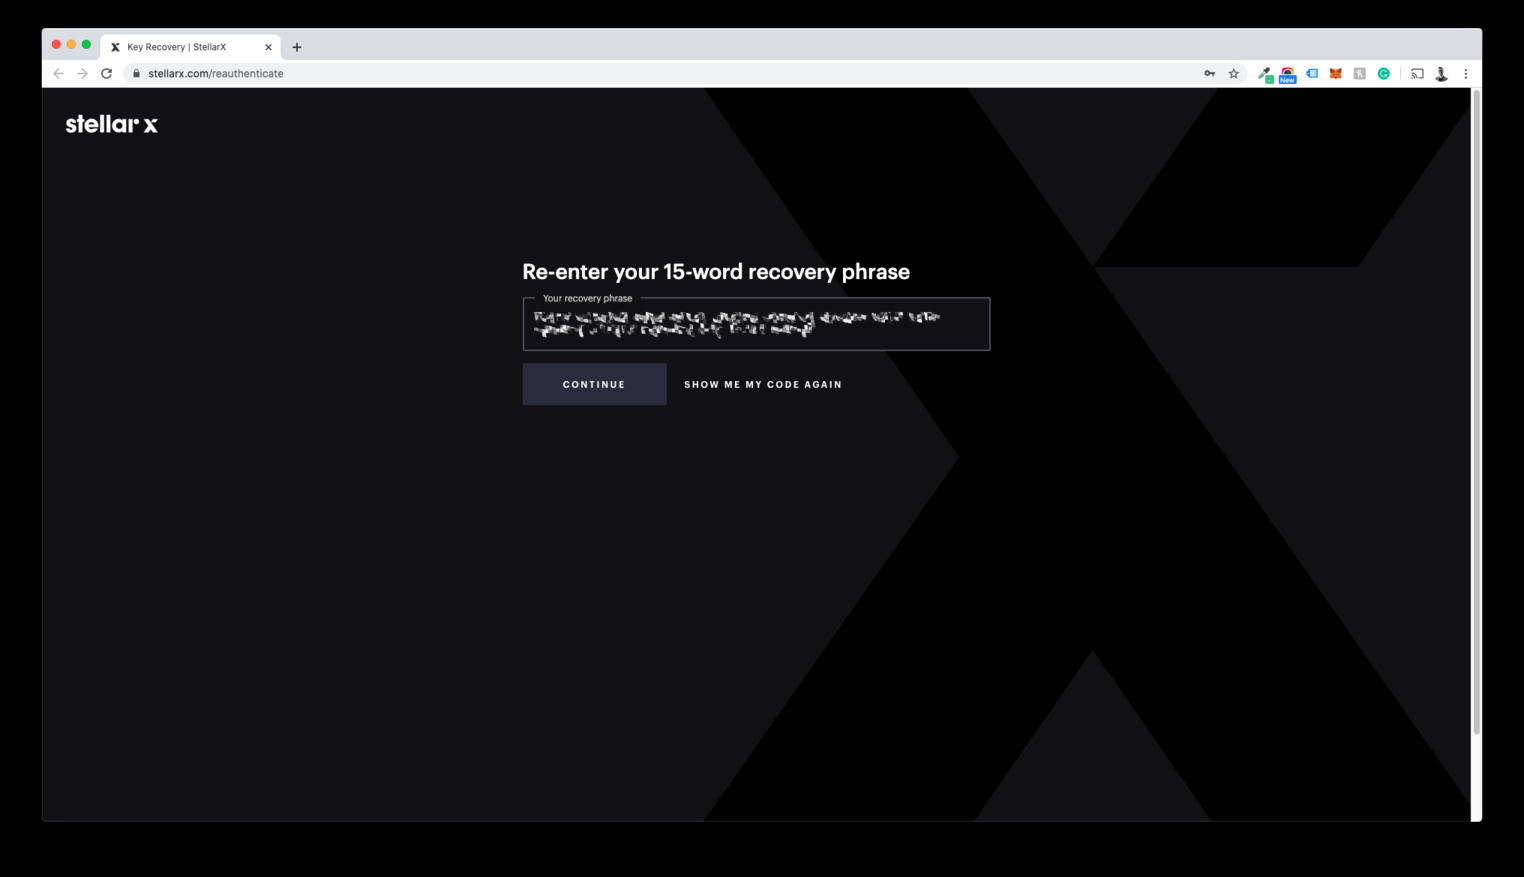 Key Recovery | StellarX
stellarx.com/reauthenticate
New
stellar x
Re-enter your 15-word recovery phrase
Your recovery phrase
CONTINUE
SHOW ME MY CODE AGAIN